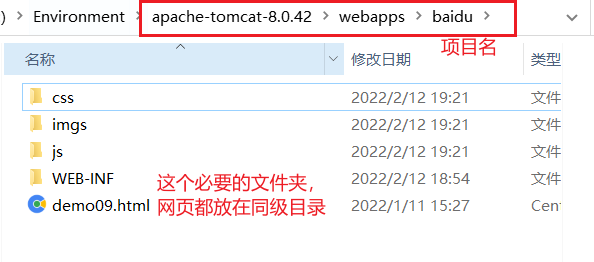 ) › Environment › apache-tomcat-8.0.42 › webapps › baidu ›
项目名
名称 修改日期 类型
css 2022/2/12 19:21 文件
imgs 2022/2/12 19:21 文件
js 2022/2/12 19:21 文件
WEB-INF 2022/2/12 18:54 文件
这个必要的文件夹，
demo09.html 2022/1/11 15:27 Cent
网页都放在同级目录